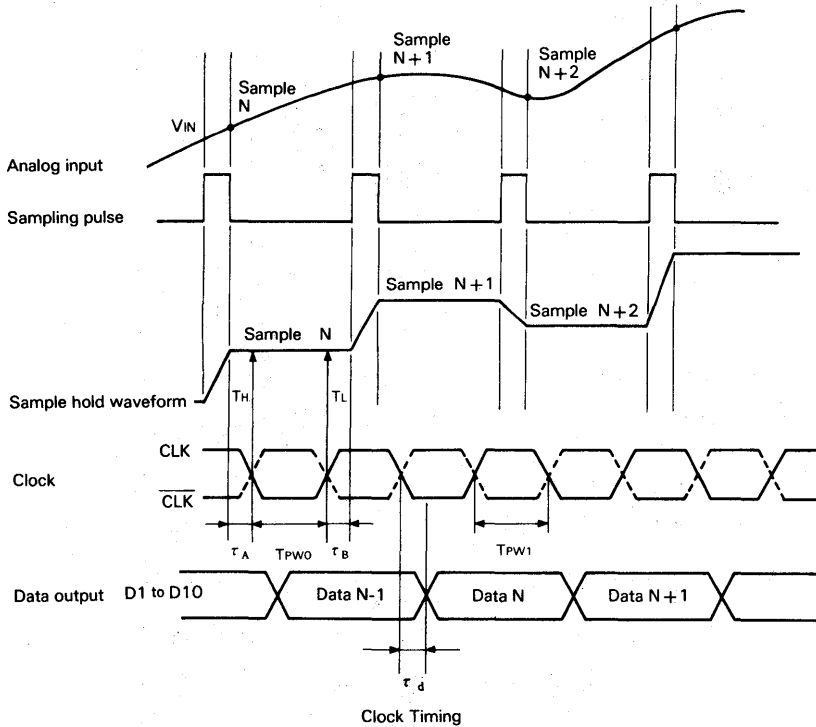 Sample
N+1
Sample
N+2
Sample
N
VIN
Analog input
Sampling pulse
Sample N+1
Sample N+2
Sample N
TH
TL
Sample hold waveform
CLK
Clock
CLK
τA
TPW0
τB
TPW1
Data output D1 to D10
Data N-1
Data N
Data N+1
τd
Clock Timing